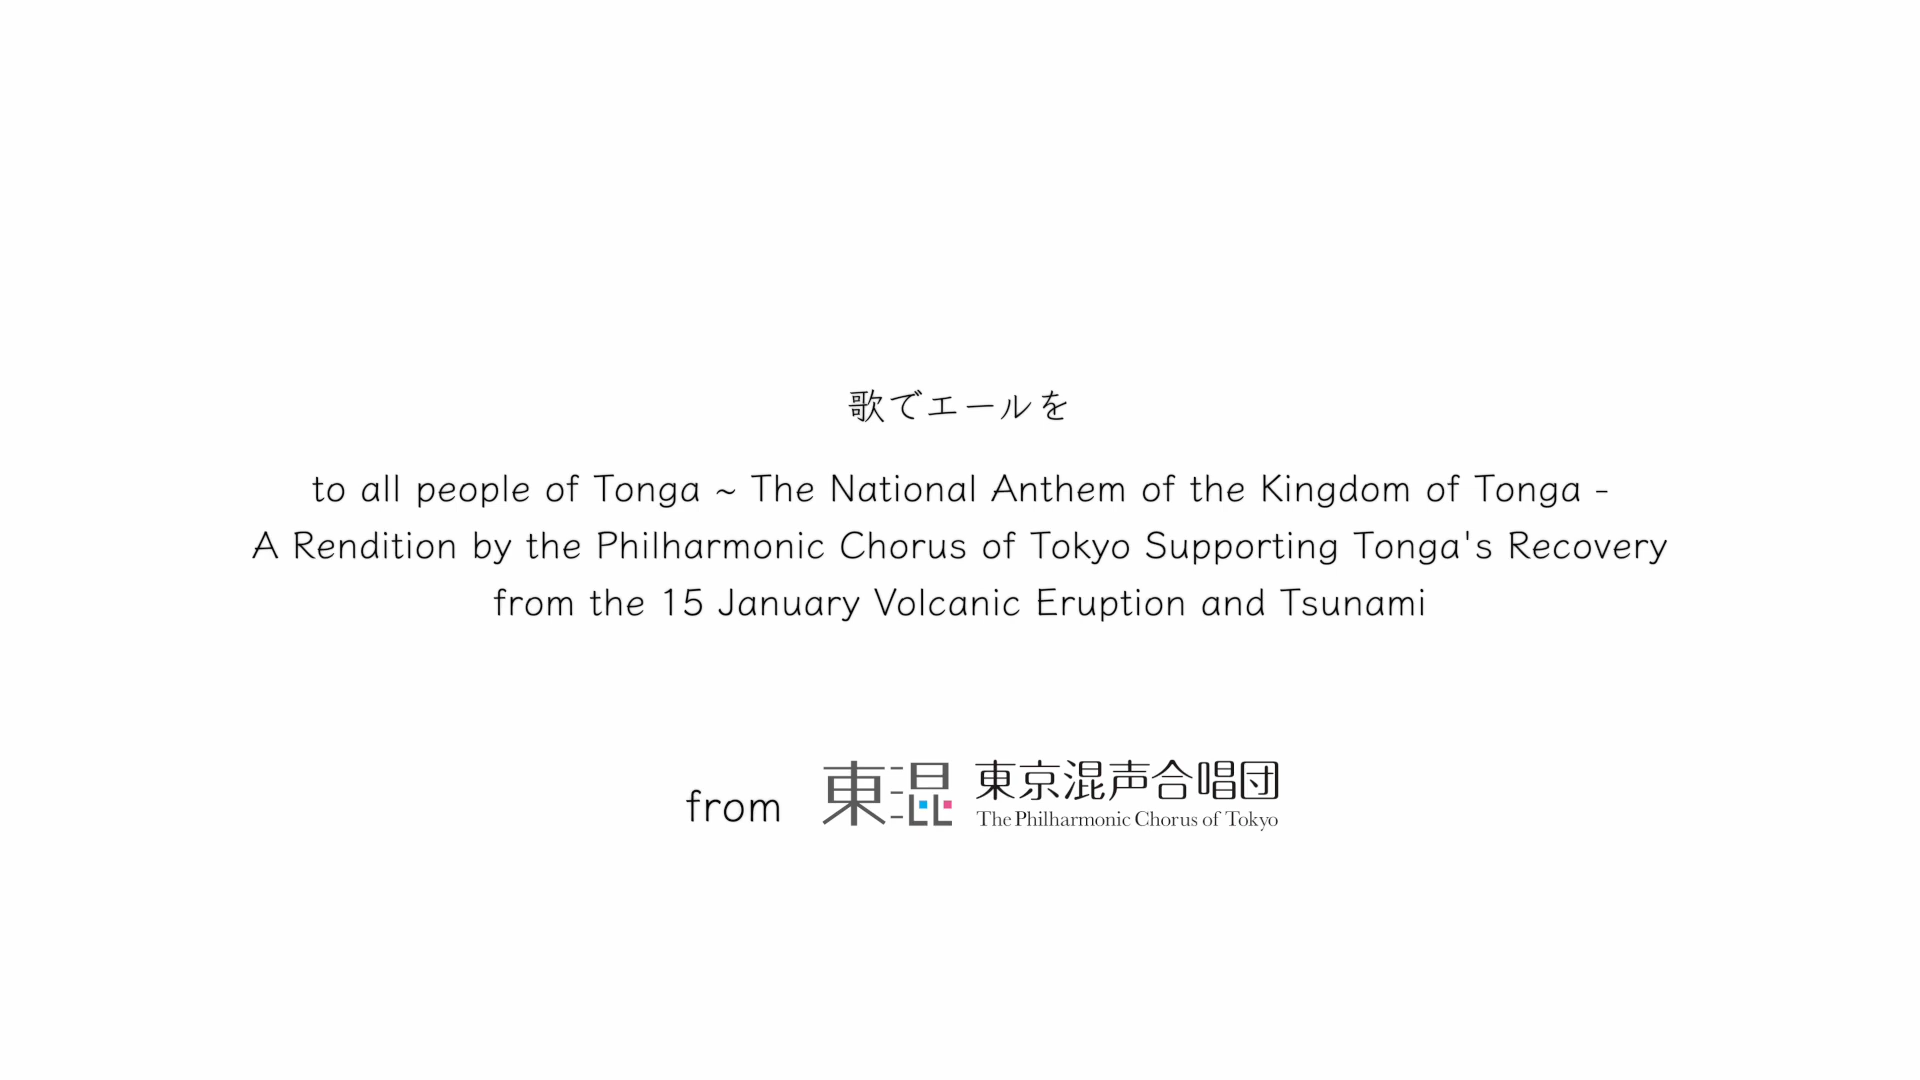 歌でエールを
to all people of Tonga ~ The National Anthem of the Kingdom of Tonga -
A Rendition by the Philharmonic Chorus of Tokyo Supporting Tonga's Recovery
from the 15 January Volcanic Eruption and Tsunami
from 東混 東京混声合唱団
The Philharmonic Chorus of Tokyo